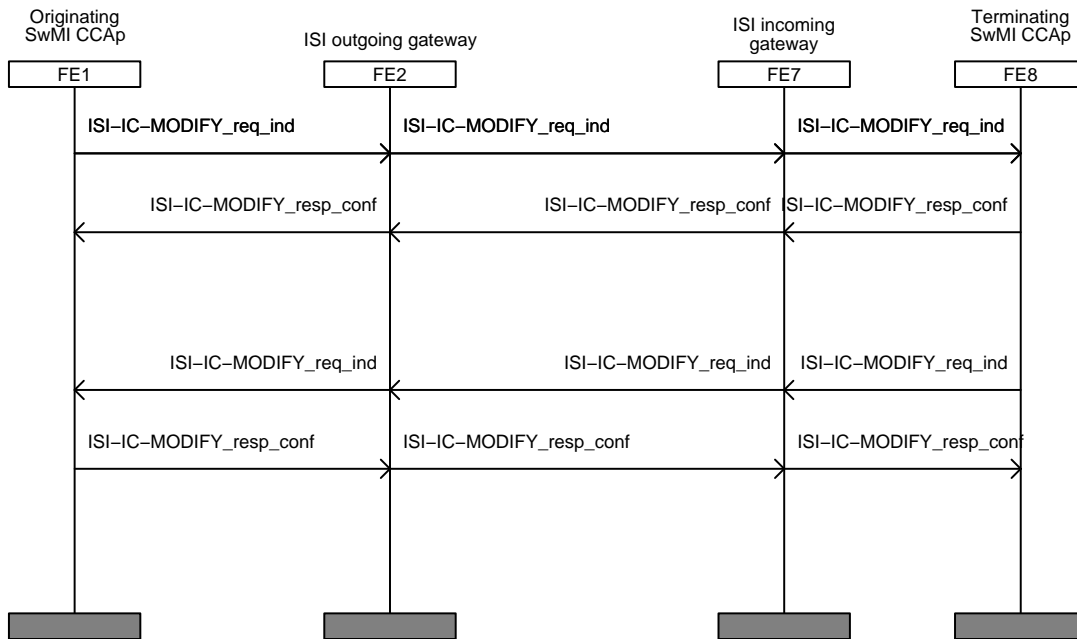 Originating
SwMI CCAp
ISI outgoing gateway
ISI incoming
gateway
Terminating
SwMI CCAp
FE1
FE2
FE7
FE8
ISI–IC–MODIFY_req_ind
ISI–IC–MODIFY_req_ind
ISI–IC–MODIFY_req_ind
ISI–IC–MODIFY_resp_conf
ISI–IC–MODIFY_resp_conf
ISI–IC–MODIFY_resp_conf
ISI–IC–MODIFY_req_ind
ISI–IC–MODIFY_req_ind
ISI–IC–MODIFY_req_ind
ISI–IC–MODIFY_resp_conf
ISI–IC–MODIFY_resp_conf
ISI–IC–MODIFY_resp_conf